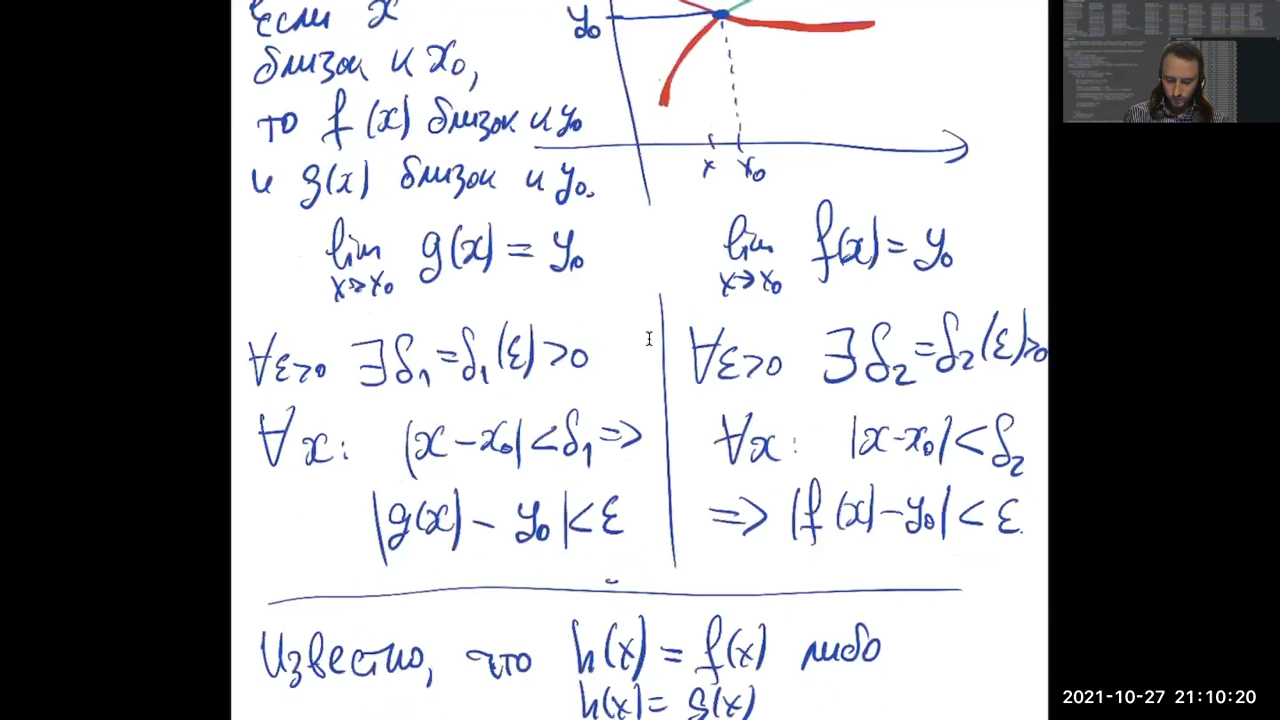 Если x
близок к x₀,
то f(x) близок к y₀
и g(x) близок к y₀.
y₀
x x₀
lim g(x) = y₀
x→x₀
lim f(x) = y₀
x→x₀
∀ε>0 ∃δ₁=δ₁(ε)>0
∀x: |x-x₀|<δ₁ =>
|g(x) - y₀|<ε
∀ε>0 ∃δ₂=δ₂(ε)>0
∀x: |x-x₀|<δ₂
=> |f(x)-y₀|<ε.
Известно, что h(x) = f(x) либо
h(x) = g(x)
2021-10-27 21:10:20